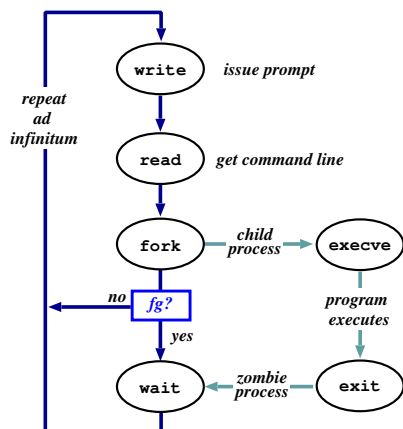 write
issue prompt
repeat
ad
infinitum
read
get command line
fork
child
process
execve
no
fg?
program
executes
yes
wait
zombie
process
exit